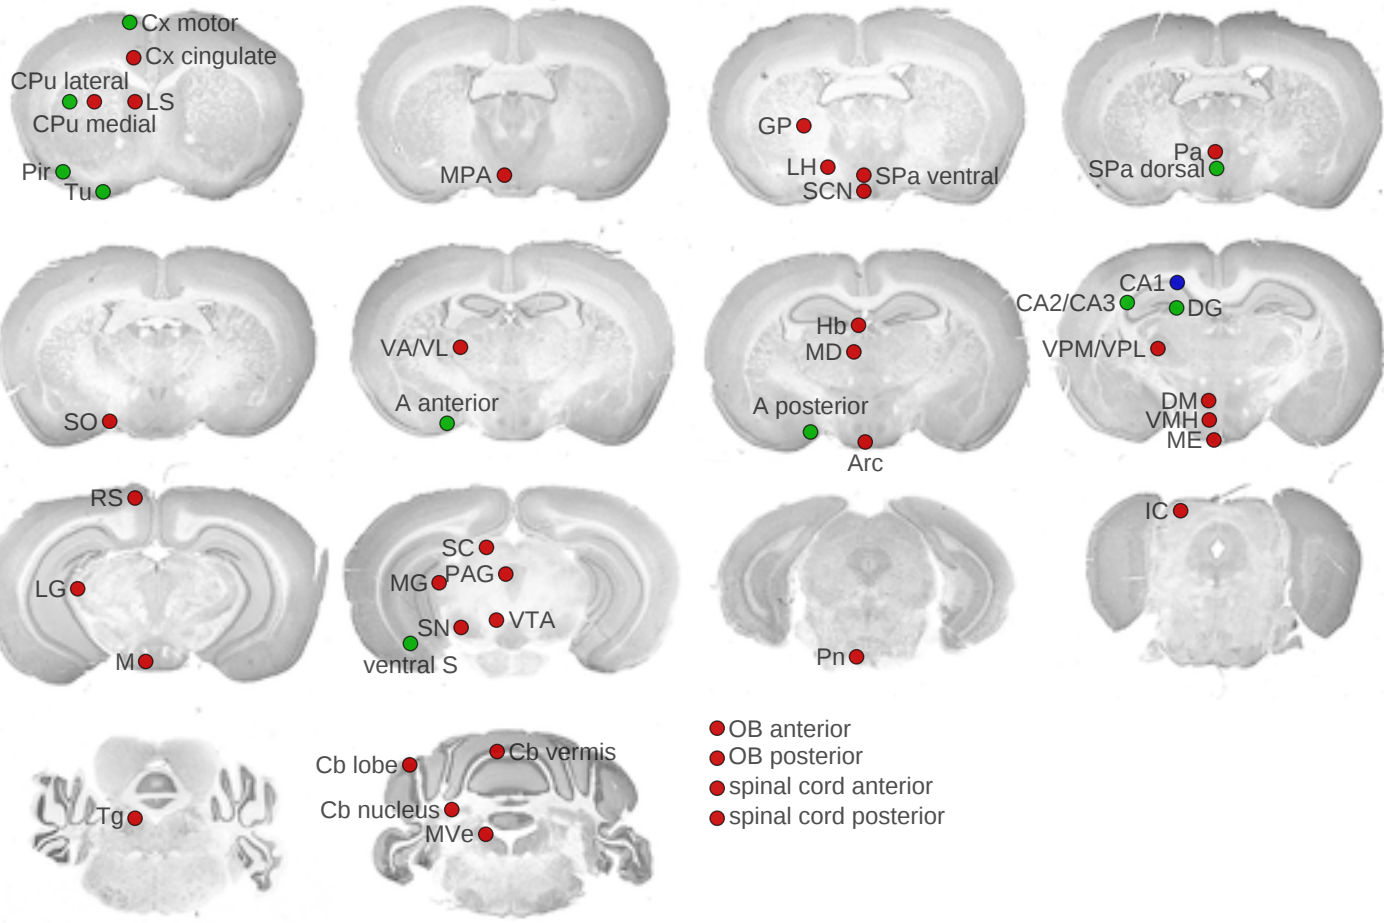 Cx motor
Cx cingulate
CPu lateral
LS
CPu medial
Pir
Tu
MPA
GP
LH
SPa ventral
SCN
Pa
SPa dorsal
SO
VA/VL
A anterior
Hb
MD
A posterior
Arc
CA1
CA2/CA3
DG
VPM/VPL
DM
VMH
ME
RS
LG
M
SC
MG
PAG
SN
VTA
ventral S
Pn
IC
Tg
Cb lobe
Cb vermis
Cb nucleus
MVe
OB anterior
OB posterior
spinal cord anterior
spinal cord posterior